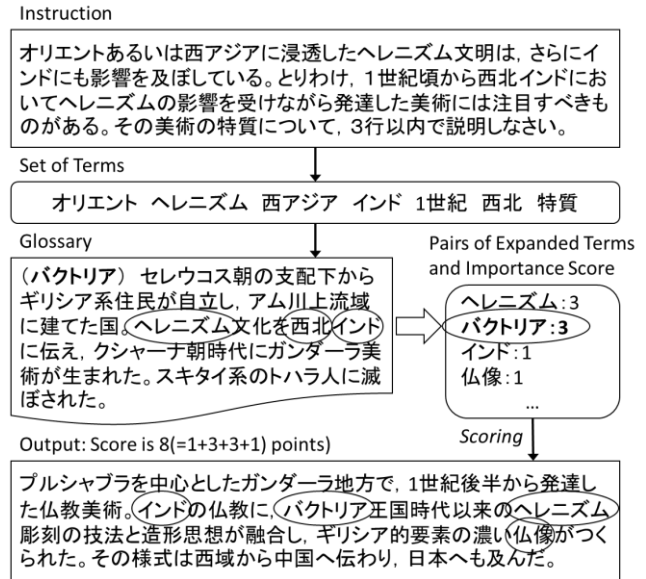 Instruction
オリエントあるいは西アジアに浸透したヘレニズム文明は，さらにイ
ンドにも影響を及ぼしている。とりわけ，１世紀頃から西北インドにお
いてヘレニズムの影響を受けながら発達した美術には注目すべきも
のがある。その美術の特質について，３行以内で説明しなさい。
Set of Terms
オリエント ヘレニズム 西アジア インド 1世紀 西北 特質
Glossary
（バクトリア） セレウコス朝の支配下から
ギリシア系住民が自立し，アム川上流域
に建てた国。ヘレニズム文化を西北インド
に伝え，クシャーナ朝時代にガンダーラ美
術が生まれた。スキタイ系のトハラ人に滅
ぼされた。
Pairs of Expanded Terms
and Importance Score
ヘレニズム：3
バクトリア：3
インド：1
仏像：1
...
Scoring
Output: Score is 8(=1+3+3+1) points)
プルシャプラを中心としたガンダーラ地方で，1世紀後半から発達し
た仏教美術。インドの仏教に，バクトリア王国時代以来のヘレニズム
彫刻の技法と造形思想が融合し，ギリシア的要素の濃い仏像がつく
られた。その様式は西域から中国へ伝わり，日本へも及んだ。